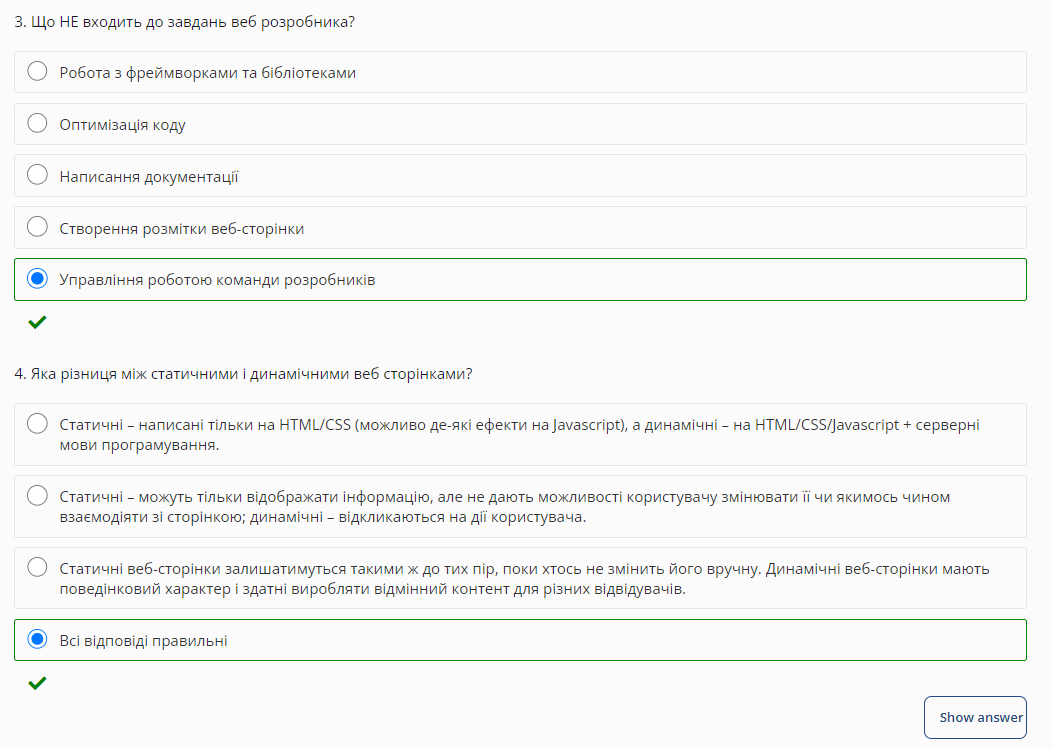 3. Що НЕ входить до завдань веб розробника?
Робота з фреймворками та бібліотеками
Оптимізація коду
Написання документації
Створення розмітки веб-сторінки
Управління роботою команди розробників
4. Яка різниця між статичними і динамічними веб сторінками?
Статичні – написані тільки на HTML/CSS (можливо де-які ефекти на Javascript), а динамічні – на HTML/CSS/Javascript + серверні
мови програмування.
Статичні – можуть тільки відображати інформацію, але не дають можливості користувачу змінювати її чи якимось чином
взаємодіяти зі сторінкою; динамічні – відкликаються на дії користувача.
Статичні веб-сторінки залишатимуться такими ж до тих пір, поки хтось не змінить його вручну. Динамічні веб-сторінки мають
поведінковий характер і здатні виробляти відмінний контент для різних відвідувачів.
Всі відповіді правильні
Show answer